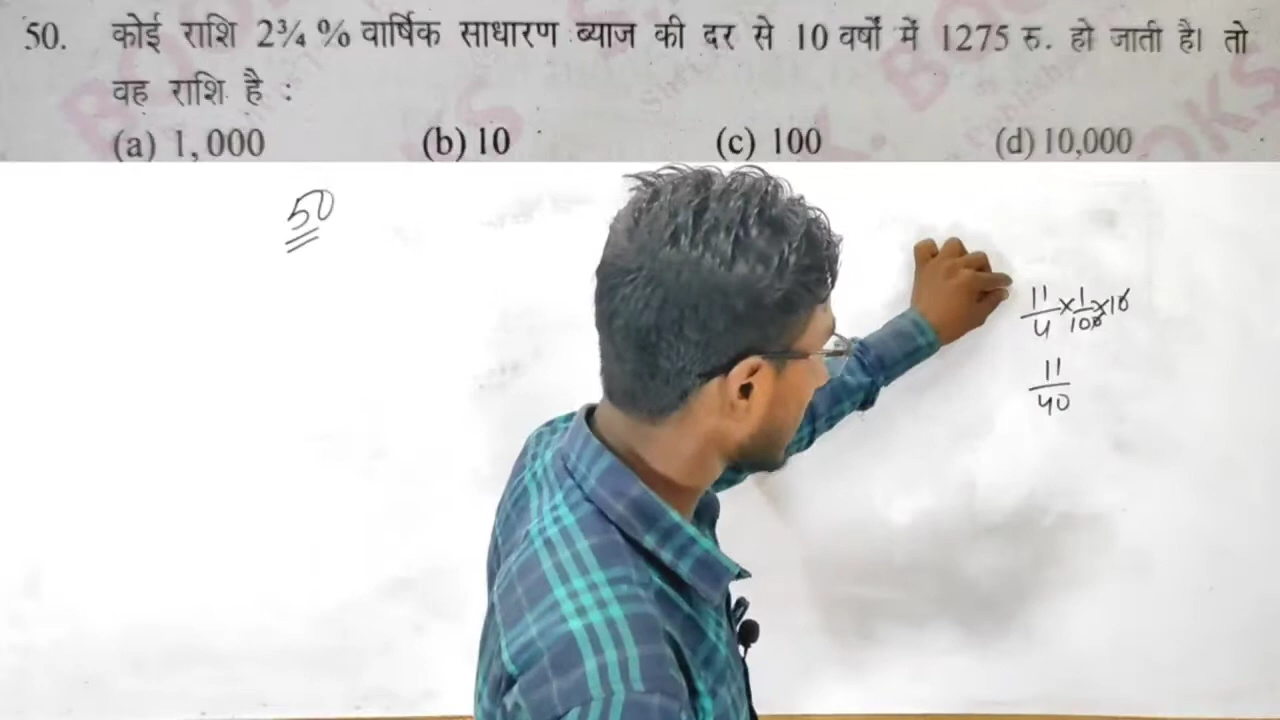 50. कोई राशि 2¾ % वार्षिक साधारण ब्याज की दर से 10 वर्षों में 1275 रु. हो जाती है। तो
वह राशि है :
(a) 1,000 (b) 10 (c) 100 (d) 10,000
50
11/4 × 1/100 × 10
11/40